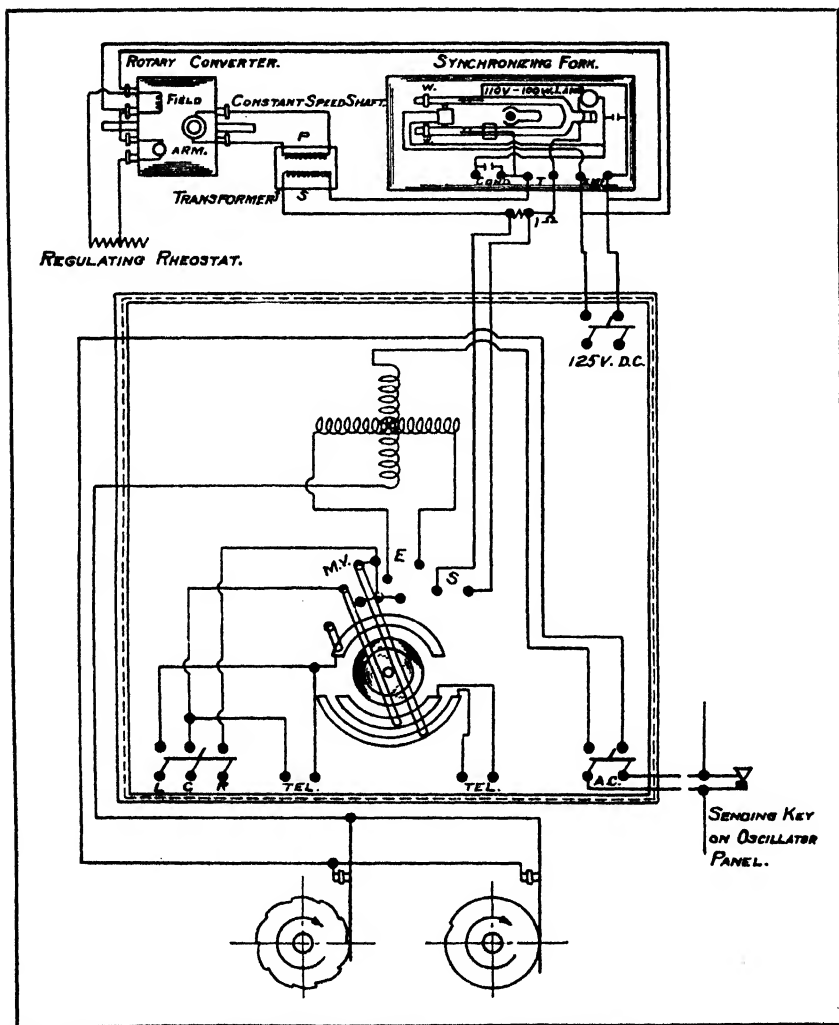 ROTARY CONVERTER.
SYNCHRONIZING FORK.
FIELD
CONSTANT SPEED SHAFT.
W.
110V-100W. LAMP
ARM.
P
TRANSFORMER
S
COND.
T
1Ω
REGULATING RHEOSTAT.
125V. D.C.
E
M.V.
S
L C R TEL. TEL. A.C.
SENDING KEY
ON OSCILLATOR
PANEL.